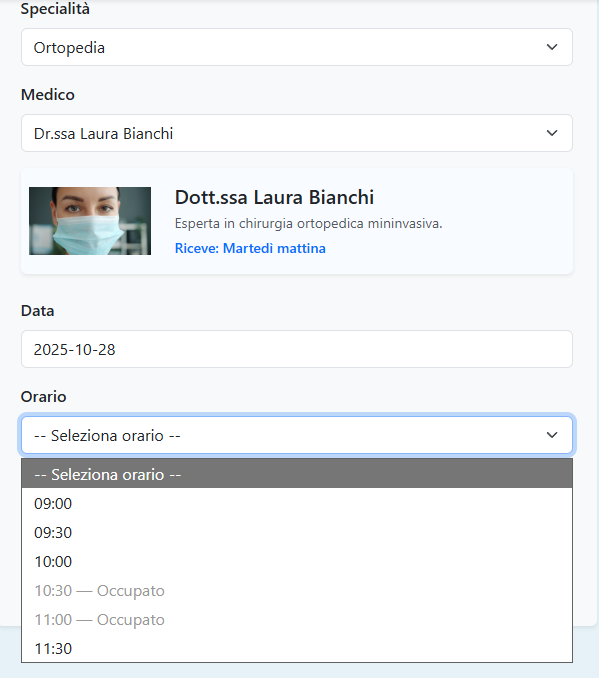 Specialità
Ortopedia
Medico
Dr.ssa Laura Bianchi
Dott.ssa Laura Bianchi
Esperta in chirurgia ortopedica mininvasiva.
Riceve: Martedì mattina
Data
2025-10-28
Orario
-- Seleziona orario --
-- Seleziona orario --
09:00
09:30
10:00
10:30 — Occupato
11:00 — Occupato
11:30